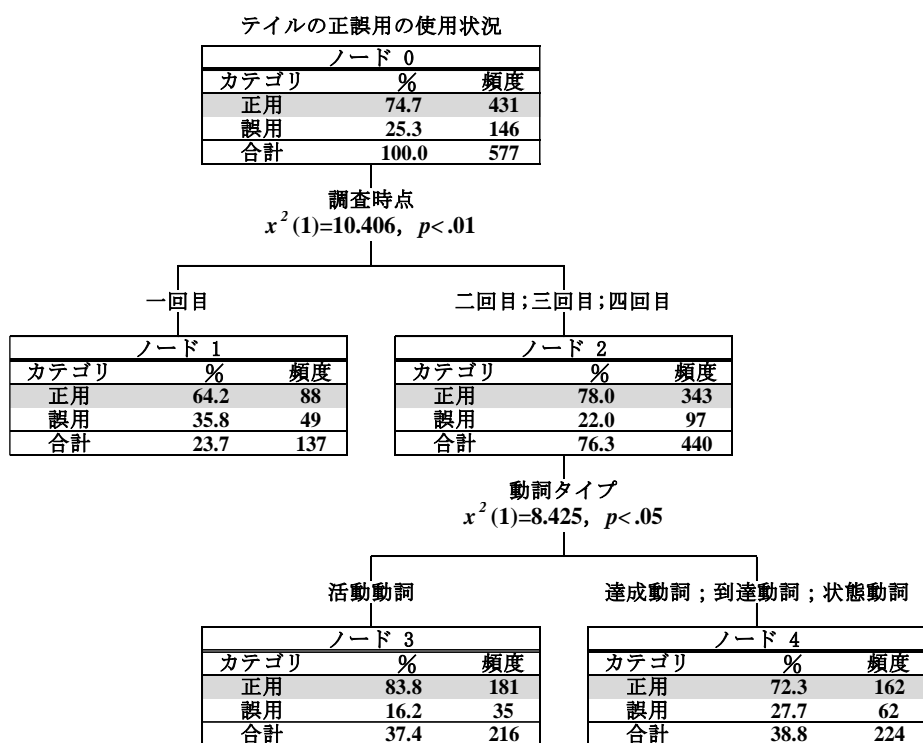 テイルの正誤用の使用状況
ノード 0
カテゴリ % 頻度
正用 74.7 431
誤用 25.3 146
合計 100.0 577
調査時点
x²(1)=10.406, p<.01
一回目
二回目;三回目;四回目
ノード 1
カテゴリ % 頻度
正用 64.2 88
誤用 35.8 49
合計 23.7 137
ノード 2
カテゴリ % 頻度
正用 78.0 343
誤用 22.0 97
合計 76.3 440
動詞タイプ
x²(1)=8.425, p<.05
活動動詞
達成動詞;到達動詞;状態動詞
ノード 3
カテゴリ % 頻度
正用 83.8 181
誤用 16.2 35
合計 37.4 216
ノード 4
カテゴリ % 頻度
正用 72.3 162
誤用 27.7 62
合計 38.8 224